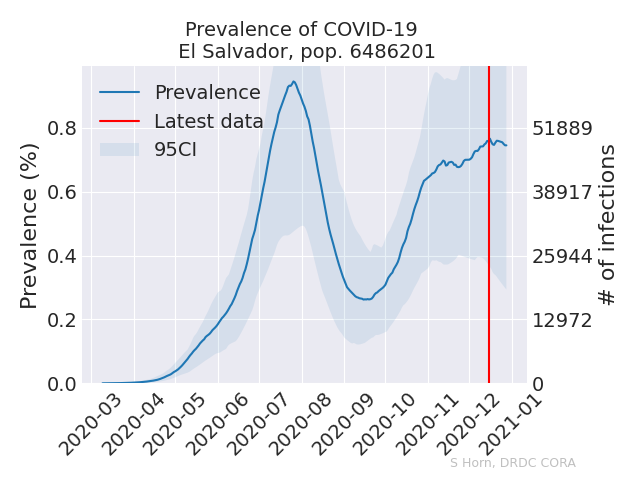 Prevalence of COVID-19
El Salvador, pop. 6486201
Prevalence
Latest data
95CI
Prevalence (%)
0.8
0.6
0.4
0.2
0.0
51889
38917
25944
12972
0
# of infections
2020-03
2020-04
2020-05
2020-06
2020-07
2020-08
2020-09
2020-10
2020-11
2020-12
2021-01
S Horn, DRDC CORA